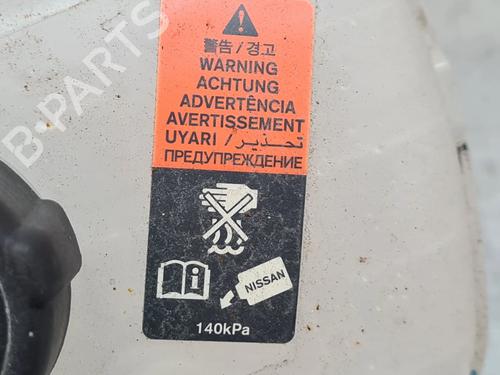 警告 / 경고
WARNING
ACHTUNG
ADVERTÊNCIA
AVERTISSEMENT
UYARI / تحذير
ПРЕДУПРЕЖДЕНИЕ
i
NISSAN
140kPa
B-PARTS